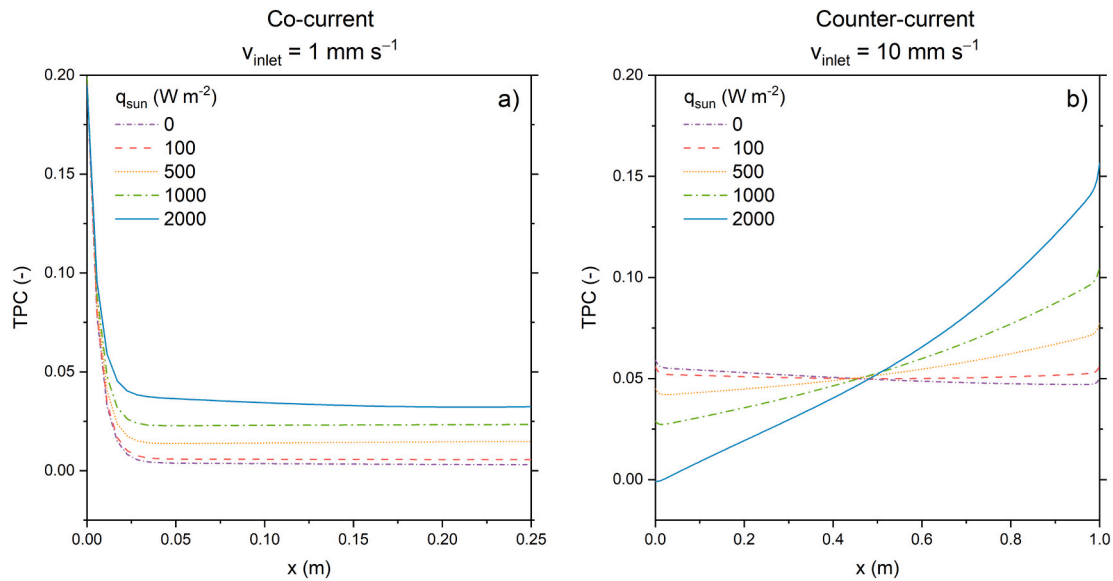 Co-current
v_inlet = 1 mm s⁻¹
a)
q_sun (W m⁻²)
0
100
500
1000
2000
0.20
0.15
0.10
0.05
0.00
TPC (-)
0.00
0.05
0.10
0.15
0.20
0.25
x (m)
Counter-current
v_inlet = 10 mm s⁻¹
b)
q_sun (W m⁻²)
0
100
500
1000
2000
0.20
0.15
0.10
0.05
0.00
TPC (-)
0.0
0.2
0.4
0.6
0.8
1.0
x (m)